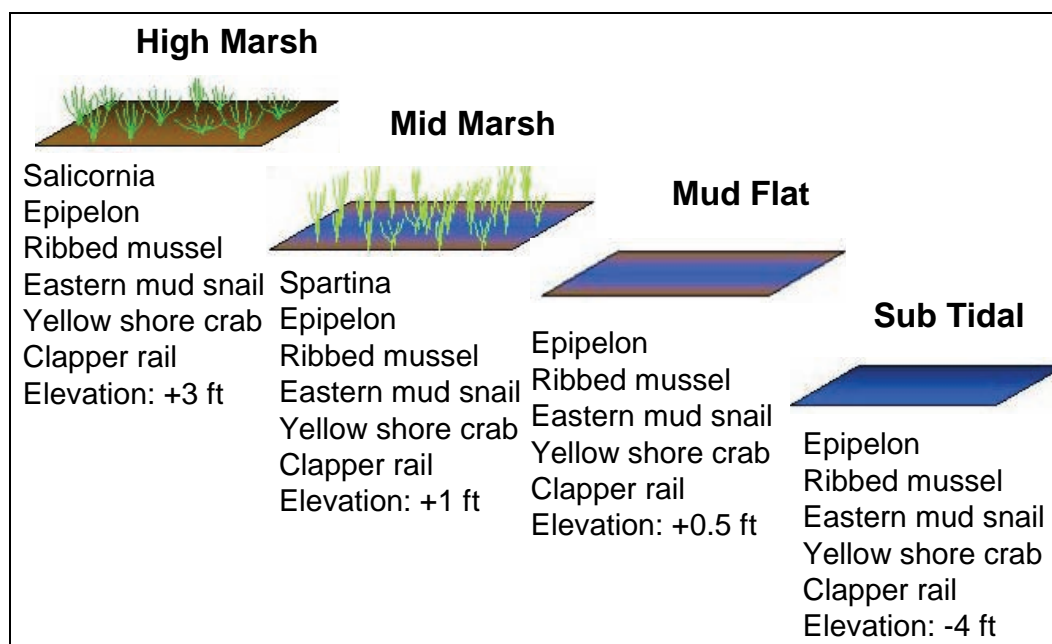 High Marsh
Salicornia
Epipelon
Ribbed mussel
Eastern mud snail
Yellow shore crab
Clapper rail
Elevation: +3 ft
Mid Marsh
Spartina
Epipelon
Ribbed mussel
Eastern mud snail
Yellow shore crab
Clapper rail
Elevation: +1 ft
Mud Flat
Epipelon
Ribbed mussel
Eastern mud snail
Yellow shore crab
Clapper rail
Elevation: +0.5 ft
Sub Tidal
Epipelon
Ribbed mussel
Eastern mud snail
Yellow shore crab
Clapper rail
Elevation: -4 ft